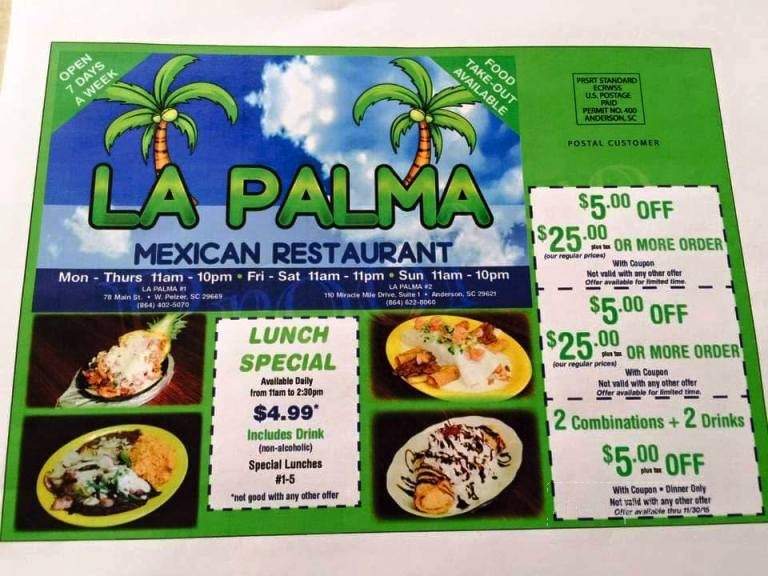 OPEN
7 DAYS
A WEEK
FOOD
TAKE-OUT
AVAILABLE
LA PALMA
MEXICAN RESTAURANT
Mon - Thurs 11am - 10pm • Fri - Sat 11am - 11pm • Sun 11am - 10pm
LA PALMA #1
78 Main St. • W. Pelzer, SC 29669
(864) 402-5070
LA PALMA #2
110 Miracle Mile Drive, Suite 1 • Anderson, SC 29621
(864) 622-8068
PRSRT STANDARD
ECRWSS
U.S. POSTAGE
PAID
PERMIT NO. 400
ANDERSON, SC
POSTAL CUSTOMER
LUNCH
SPECIAL
Available Daily
from 11am to 2:30pm
$4.99*
Includes Drink
(non-alcoholic)
Special Lunches
#1-5
*not good with any other offer
$5.00 OFF
$25.00 plus tax OR MORE ORDER
(our regular prices)
With Coupon
Not valid with any other offer
Offer available for limited time.
$5.00 OFF
$25.00 plus tax OR MORE ORDER
(our regular prices)
With Coupon
Not valid with any other offer
Offer available for limited time.
2 Combinations + 2 Drinks
$5.00 plus tax OFF
With Coupon • Dinner Only
Not valid with any other offer
Offer available thru 11/30/15